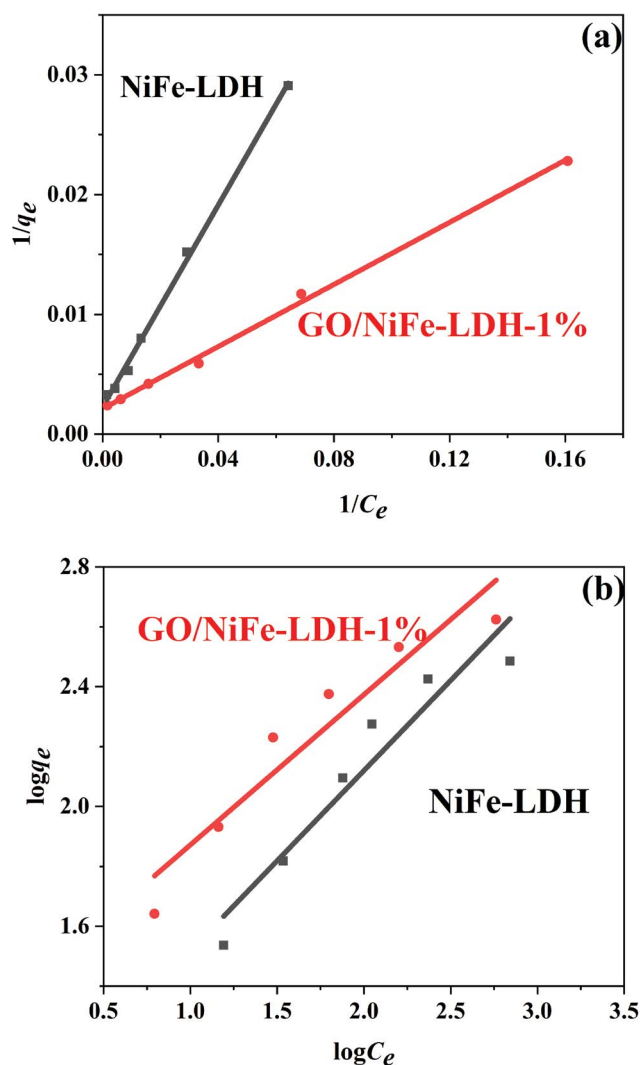 (a)
NiFe-LDH
GO/NiFe-LDH-1%
0.03
0.02
0.01
0.00
1/qe
0.00 0.04 0.08 0.12 0.16
1/Ce
(b)
GO/NiFe-LDH-1%
NiFe-LDH
2.8
2.4
2.0
1.6
logqe
0.5 1.0 1.5 2.0 2.5 3.0 3.5
logCe